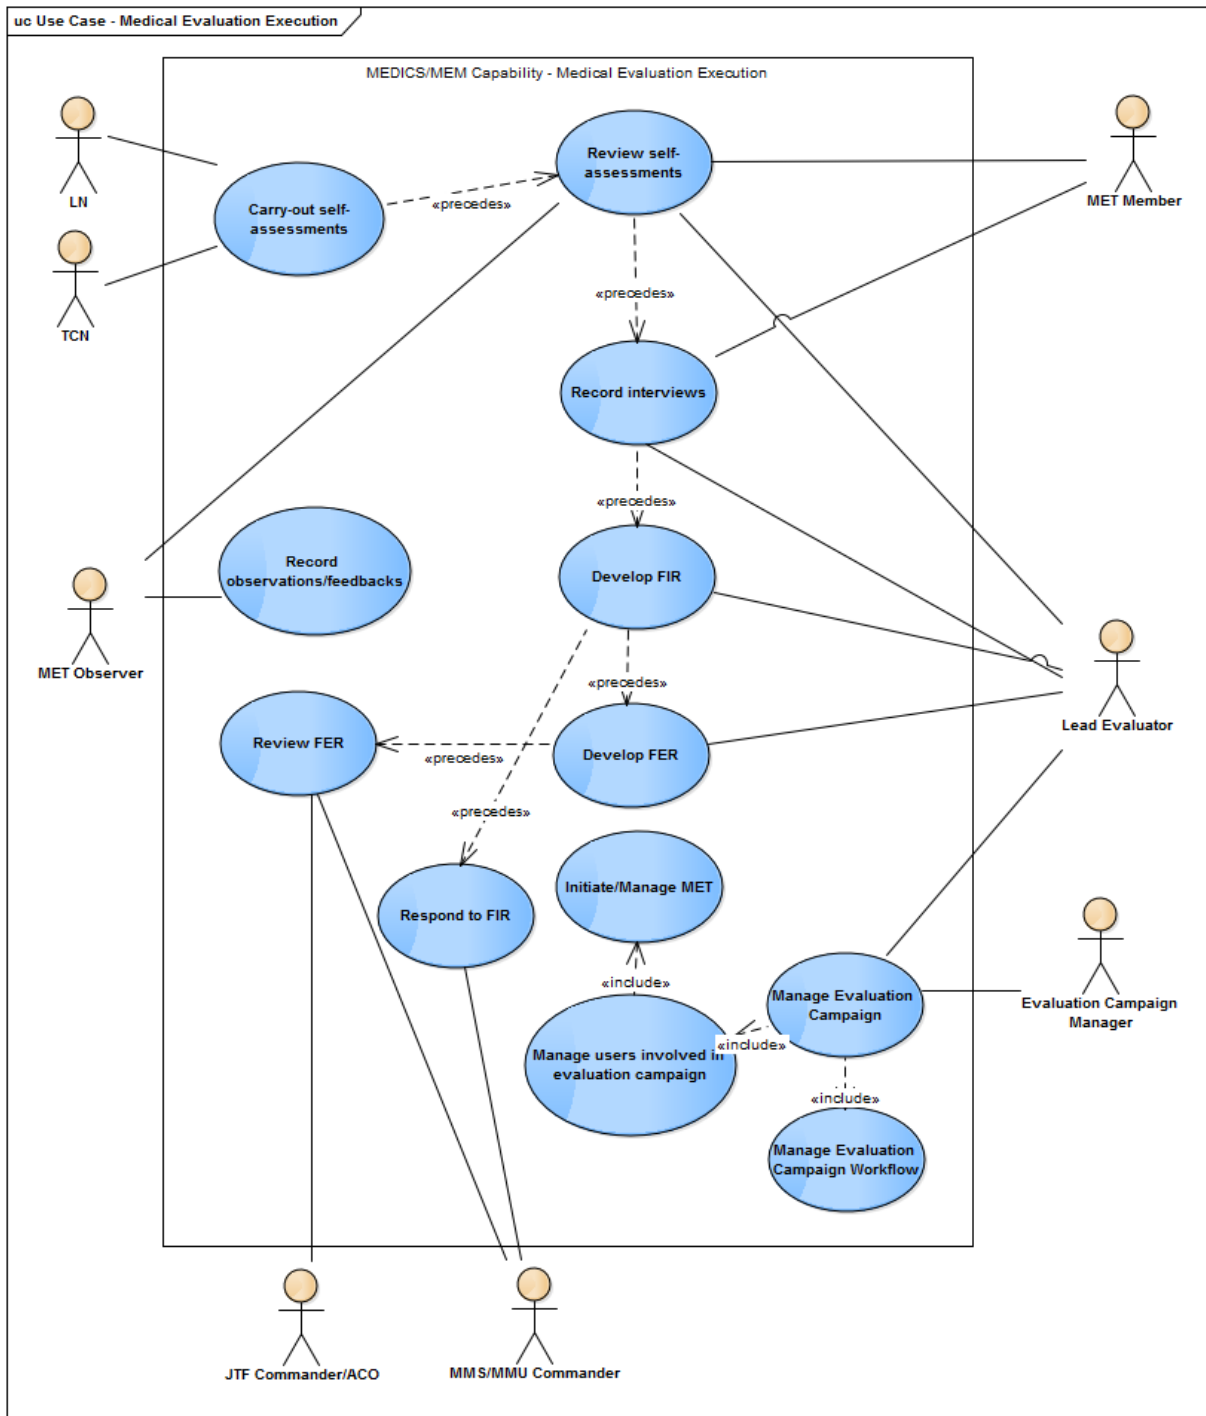 uc Use Case - Medical Evaluation Execution
MEDICS/MEM Capability - Medical Evaluation Execution
LN
Carry-out self-
assessments
«precedes»
Review self-
assessments
MET Member
TCN
«precedes»
Record interviews
«precedes»
Record
observations/feedbacks
Develop FIR
MET Observer
«precedes»
Lead Evaluator
Review FER
«precedes»
Develop FER
«precedes»
Initiate/Manage MET
Respond to FIR
«include»
Manage Evaluation
Campaign
Evaluation Campaign
Manager
«include»
Manage users involved in
evaluation campaign
«include»
Manage Evaluation
Campaign Workflow
JTF Commander/ACO
MMS/MMU Commander